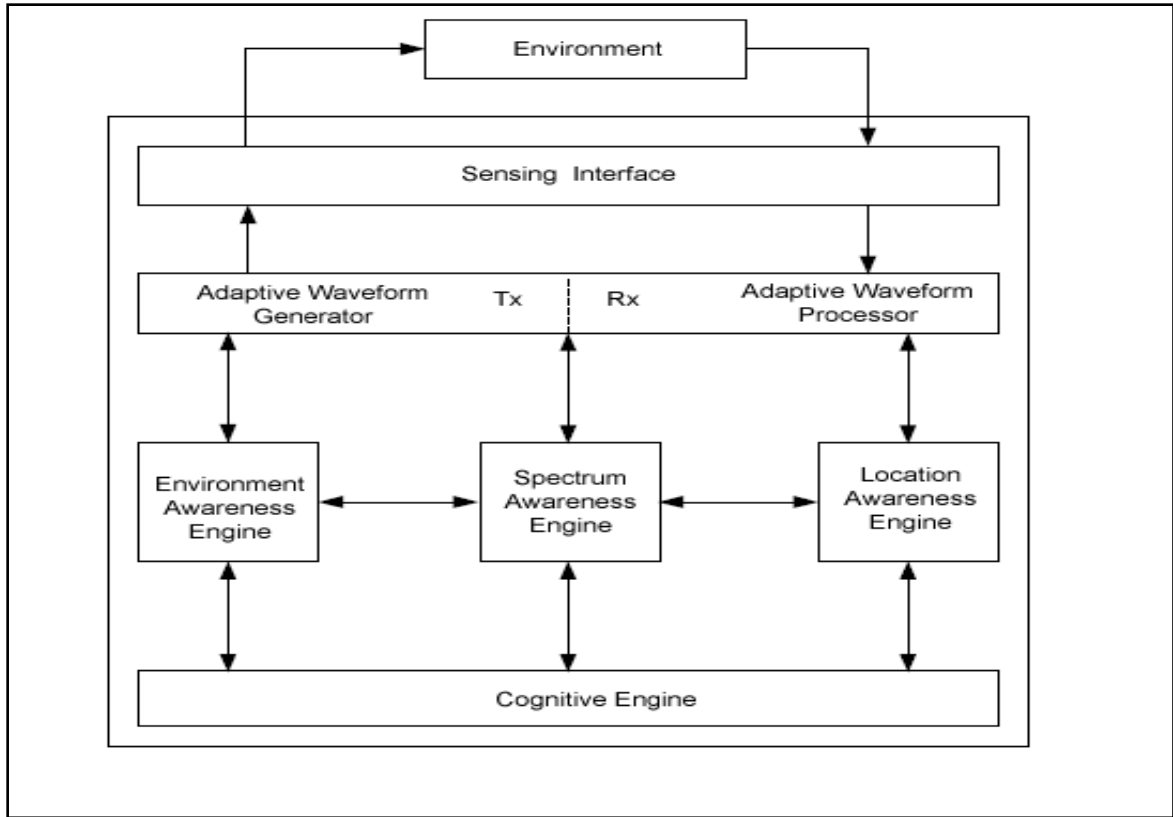 Environment
Sensing Interface
Adaptive Waveform
Generator
Tx
Rx
Adaptive Waveform
Processor
Environment
Awareness
Engine
Spectrum
Awareness
Engine
Location
Awareness
Engine
Cognitive Engine